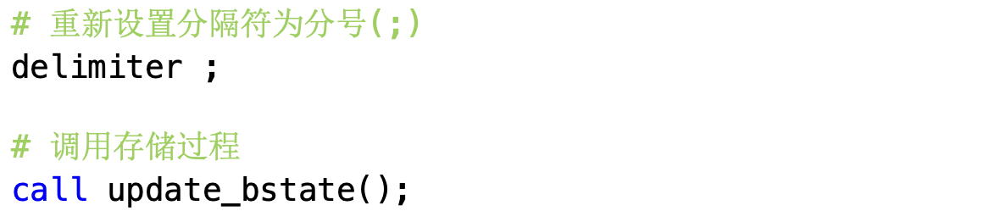 # 重新设置分隔符为分号(;)
delimiter ;
# 调用存储过程
call update_bstate();